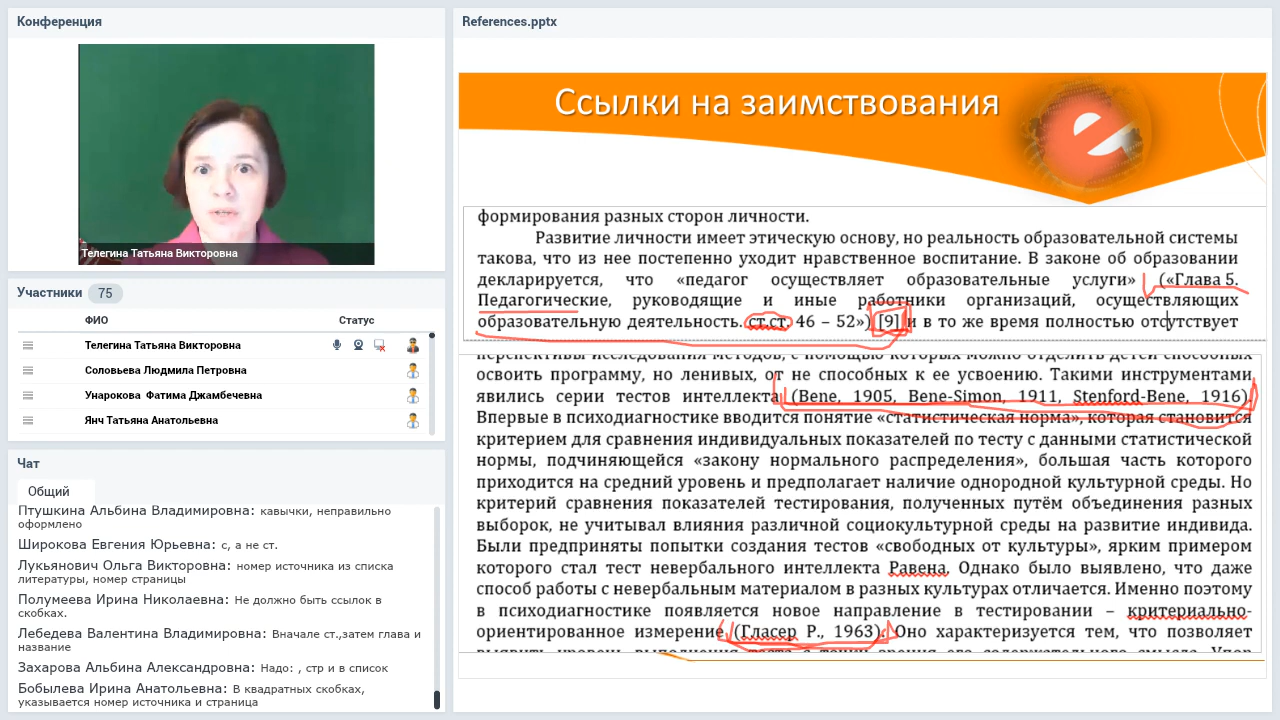 Конференция
Телегина Татьяна Викторовна
Участники 75
ФИО Статус
Телегина Татьяна Викторовна
Соловьева Людмила Петровна
Унарокова Фатима Джамбечевна
Янч Татьяна Анатольевна
Чат
Общий
Птушкина Альбина Владимировна: кавычки, неправильно
оформлено
Широкова Евгения Юрьевна: с, а не ст.
Лукьянович Ольга Викторовна: номер источника из списка
литературы, номер страницы
Полумеева Ирина Николаевна: Не должно быть ссылок в
скобках.
Лебедева Валентина Владимировна: Вначале ст.,затем глава и
название
Захарова Альбина Александровна: Надо: , стр и в список
Бобылева Ирина Анатольевна: В квадратных скобках,
указывается номер источника и страница
References.pptx
Ссылки на заимствования
формирования разных сторон личности.
Развитие личности имеет этическую основу, но реальность образовательной системы
такова, что из нее постепенно уходит нравственное воспитание. В законе об образовании
декларируется, что «педагог осуществляет образовательные услуги» («Глава 5.
Педагогические, руководящие и иные работники организаций, осуществляющих
образовательную деятельность. ст.ст. 46 – 52») [9] и в то же время полностью отсутствует
перспективы исследования методов, с помощью которых можно отделить детей способных
освоить программу, но ленивых, от не способных к ее усвоению. Такими инструментами
явились серии тестов интеллекта (Bene, 1905, Bene-Simon, 1911, Stenford-Bene, 1916).
Впервые в психодиагностике вводится понятие «статистическая норма», которая становится
критерием для сравнения индивидуальных показателей по тесту с данными статистической
нормы, подчиняющейся «закону нормального распределения», большая часть которого
приходится на средний уровень и предполагает наличие однородной культурной среды. Но
критерий сравнения показателей тестирования, полученных путём объединения разных
выборок, не учитывал влияния различной социокультурной среды на развитие индивида.
Были предприняты попытки создания тестов «свободных от культуры», ярким примером
которого стал тест невербального интеллекта Равена. Однако было выявлено, что даже
способ работы с невербальным материалом в разных культурах отличается. Именно поэтому
в психодиагностике появляется новое направление в тестировании – критериально-
ориентированное измерение (Гласер Р., 1963). Оно характеризуется тем, что позволяет